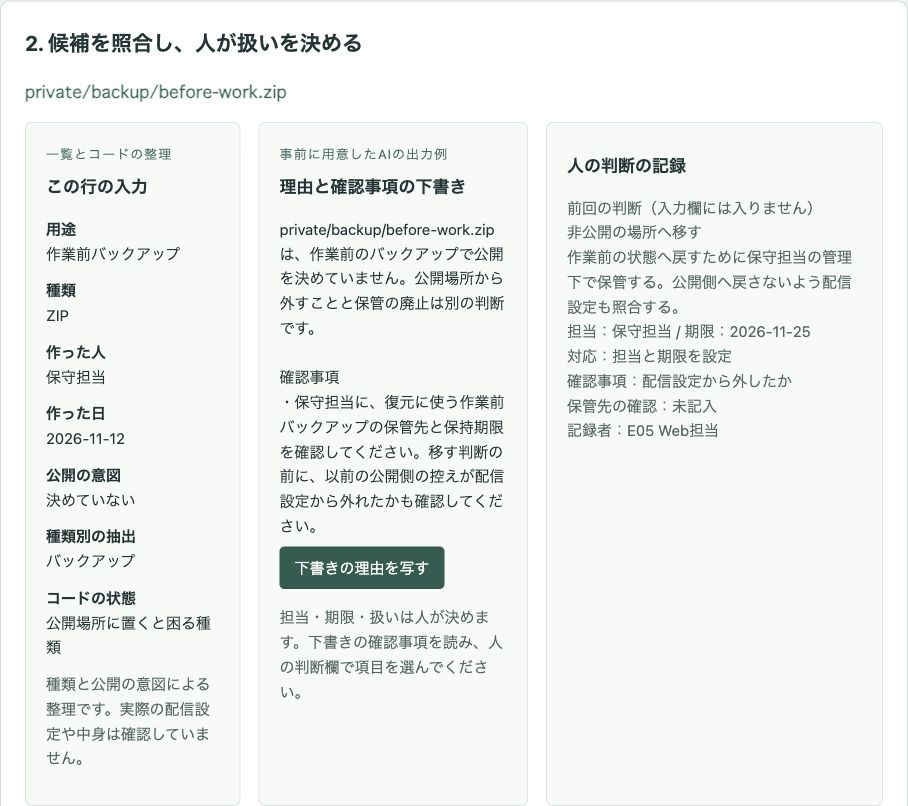 2. 候補を照合し、人が扱いを決める
private/backup/before-work.zip
一覧とコードの整理
この行の入力
用途
作業前バックアップ
種類
ZIP
作った人
保守担当
作った日
2026-11-12
公開の意図
決めていない
種類別の抽出
バックアップ
コードの状態
公開場所に置くと困る種
類
種類と公開の意図による
整理です。実際の配信設
定や中身は確認していま
せん。
事前に用意したAIの出力例
理由と確認事項の下書き
private/backup/before-work.zip
は、作業前のバックアップで公開
を決めていません。公開場所から
外すことと保管の廃止は別の判断
です。
確認事項
・保守担当に、復元に使う作業前
バックアップの保管先と保持期限
を確認してください。移す判断の
前に、以前の公開側の控えが配信
設定から外れたかも確認してくだ
さい。
下書きの理由を写す
担当・期限・扱いは人が決めま
す。下書きの確認事項を読み、人
の判断欄で項目を選んでくださ
い。
人の判断の記録
前回の判断（入力欄には入りません）
非公開の場所へ移す
作業前の状態へ戻すために保守担当の管理
下で保管する。公開側へ戻さないよう配信
設定も照合する。
担当：保守担当 / 期限：2026-11-25
対応：担当と期限を設定
確認事項：配信設定から外したか
保管先の確認：未記入
記録者：E05 Web担当